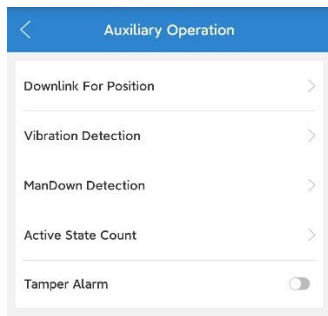 Auxiliary Operation
Downlink For Position
Vibration Detection
ManDown Detection
Active State Count
Tamper Alarm